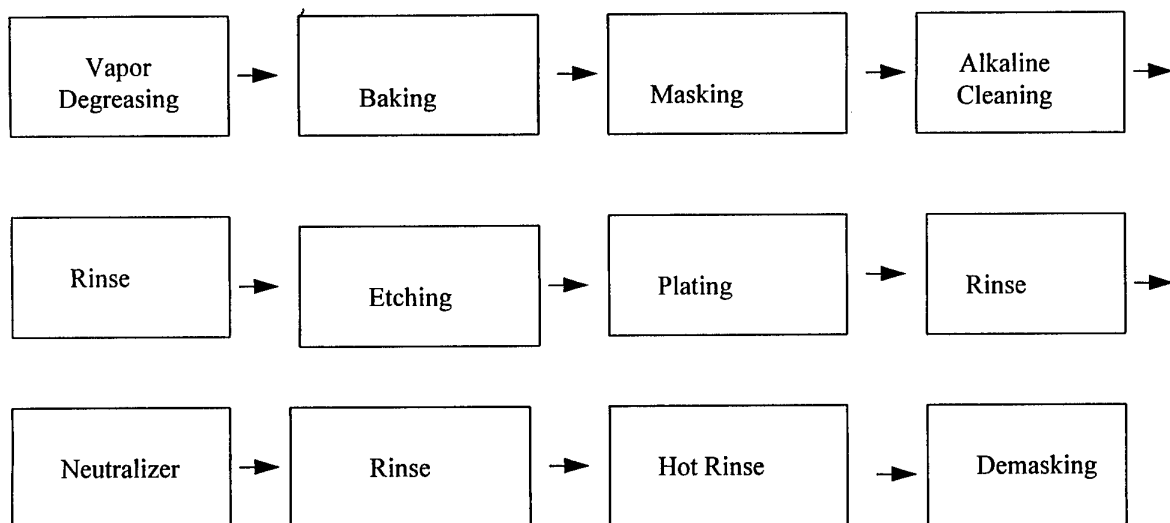 Vapor
Degreasing
Baking
Masking
Alkaline
Cleaning
Rinse
Etching
Plating
Rinse
Neutralizer
Rinse
Hot Rinse
Demasking